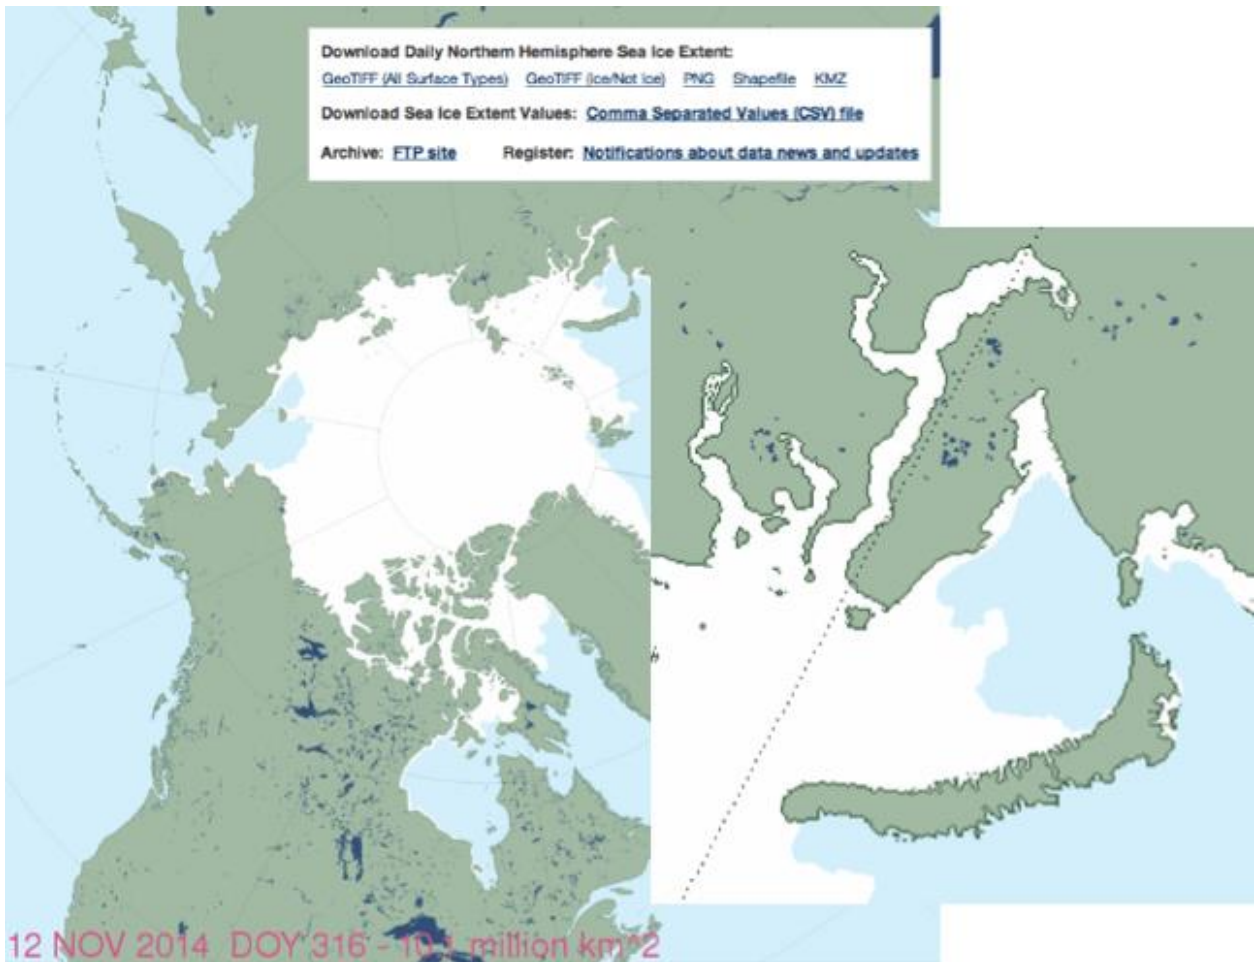 Download Daily Northern Hemisphere Sea Ice Extent:
GeoTIFF (All Surface Types) GeoTIFF (Ice/Not Ice) PNG Shapefile KMZ
Download Sea Ice Extent Values: Comma Separated Values (CSV) file
Archive: FTP site Register: Notifications about data news and updates
12 NOV 2014 DOY 316 - 10.1 million km^2